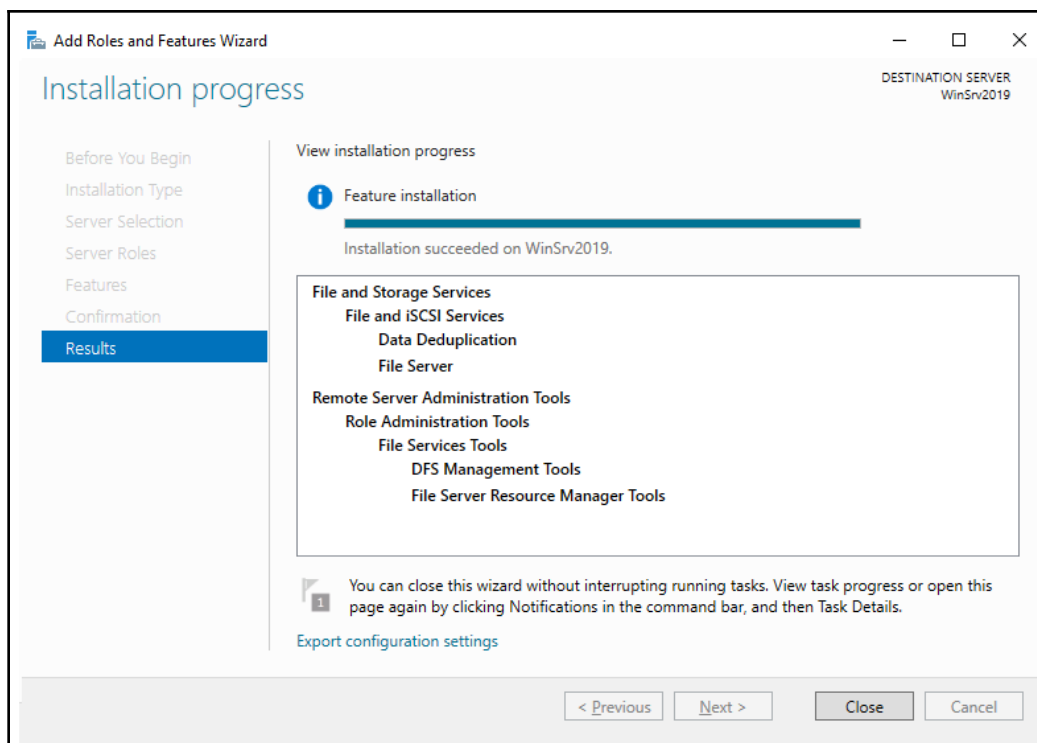 Add Roles and Features Wizard
Installation progress
DESTINATION SERVER
WinSrv2019
Before You Begin
Installation Type
Server Selection
Server Roles
Features
Confirmation
Results
View installation progress
Feature installation
Installation succeeded on WinSrv2019.
File and Storage Services
File and iSCSI Services
Data Deduplication
File Server
Remote Server Administration Tools
Role Administration Tools
File Services Tools
DFS Management Tools
File Server Resource Manager Tools
1
You can close this wizard without interrupting running tasks. View task progress or open this
page again by clicking Notifications in the command bar, and then Task Details.
Export configuration settings
< Previous
Next >
Close
Cancel